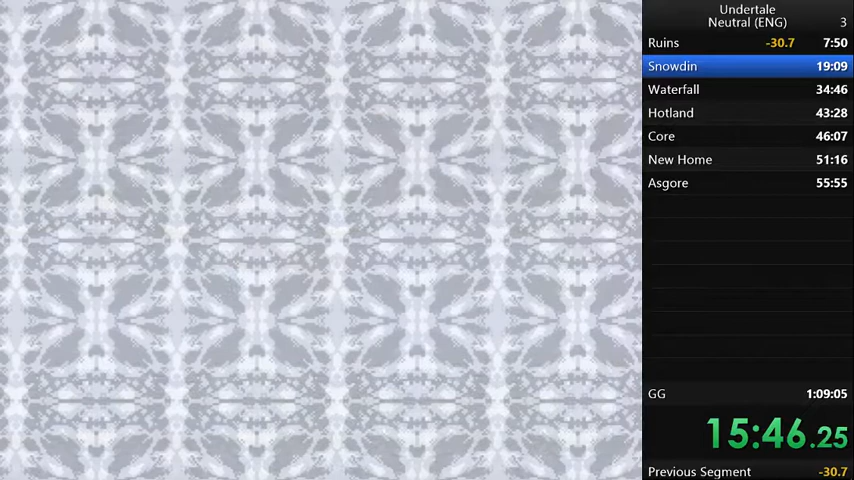 Undertale
Neutral (ENG) 3
Ruins -30.7 7:50
Snowdin 19:09
Waterfall 34:46
Hotland 43:28
Core 46:07
New Home 51:16
Asgore 55:55
GG 1:09:05
15:46.25
Previous Segment -30.7